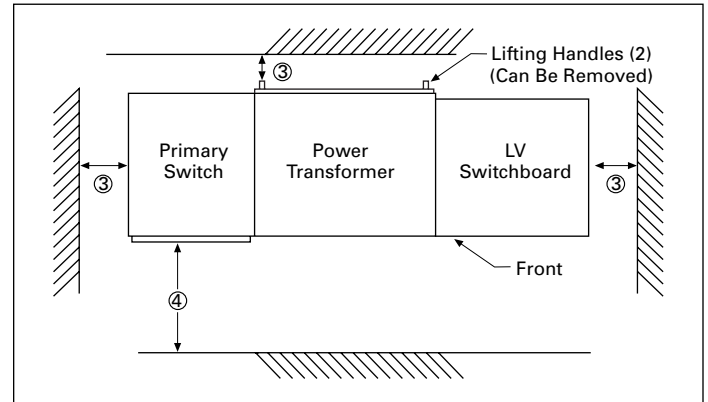 ③
Lifting Handles (2)
(Can Be Removed)
Primary
Switch
Power
Transformer
LV
Switchboard
③
③
Front
④